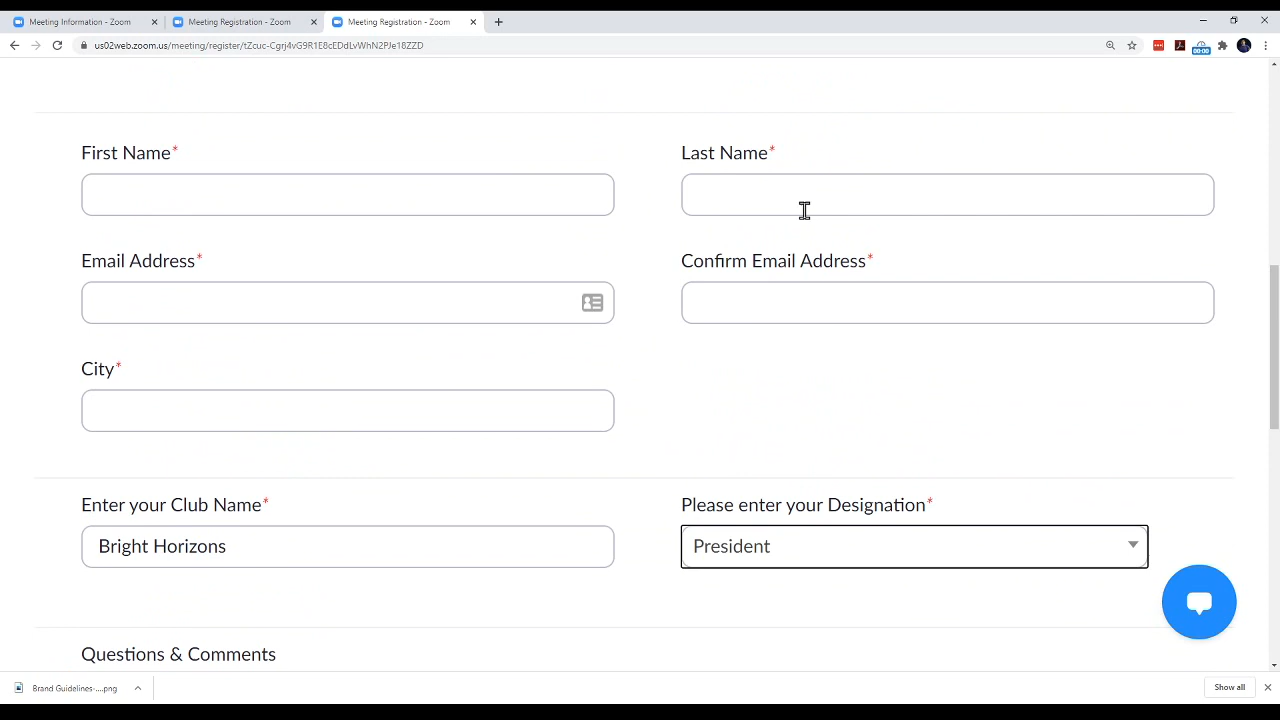 Meeting Information - Zoom
Meeting Registration - Zoom
Meeting Registration - Zoom
us02web.zoom.us/meeting/register/tZcuc-Cgrj4vG9R1E8cEDdLvWhN2PJe18ZZD
00:00
First Name*
Last Name*
Email Address*
Confirm Email Address*
City*
Enter your Club Name*
Please enter your Designation*
Bright Horizons
President
Questions & Comments
Brand Guidelines-....png
Show all